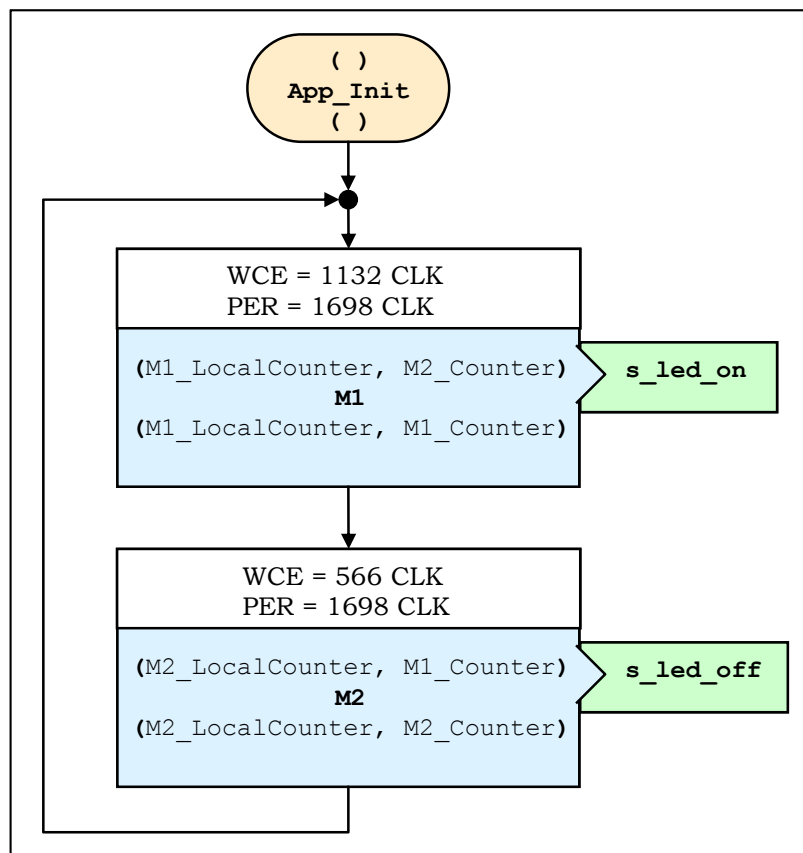 ( )
App_Init
( )
WCE = 1132 CLK
PER = 1698 CLK
(M1_LocalCounter, M2_Counter)
M1
(M1_LocalCounter, M1_Counter)
s_led_on
WCE = 566 CLK
PER = 1698 CLK
(M2_LocalCounter, M1_Counter)
M2
(M2_LocalCounter, M2_Counter)
s_led_off